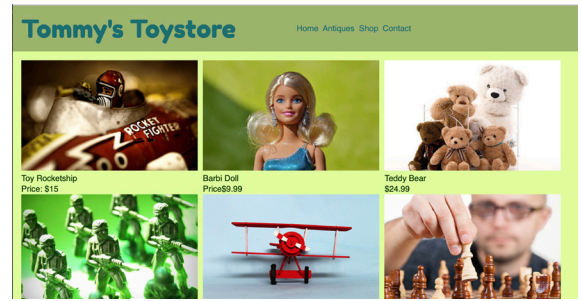 Tommy's Toystore
Home Antiques Shop Contact
ROCKET
FIGHTER
Toy Rocketship
Price: $15
Barbi Doll
Price$9.99
Teddy Bear
$24.99